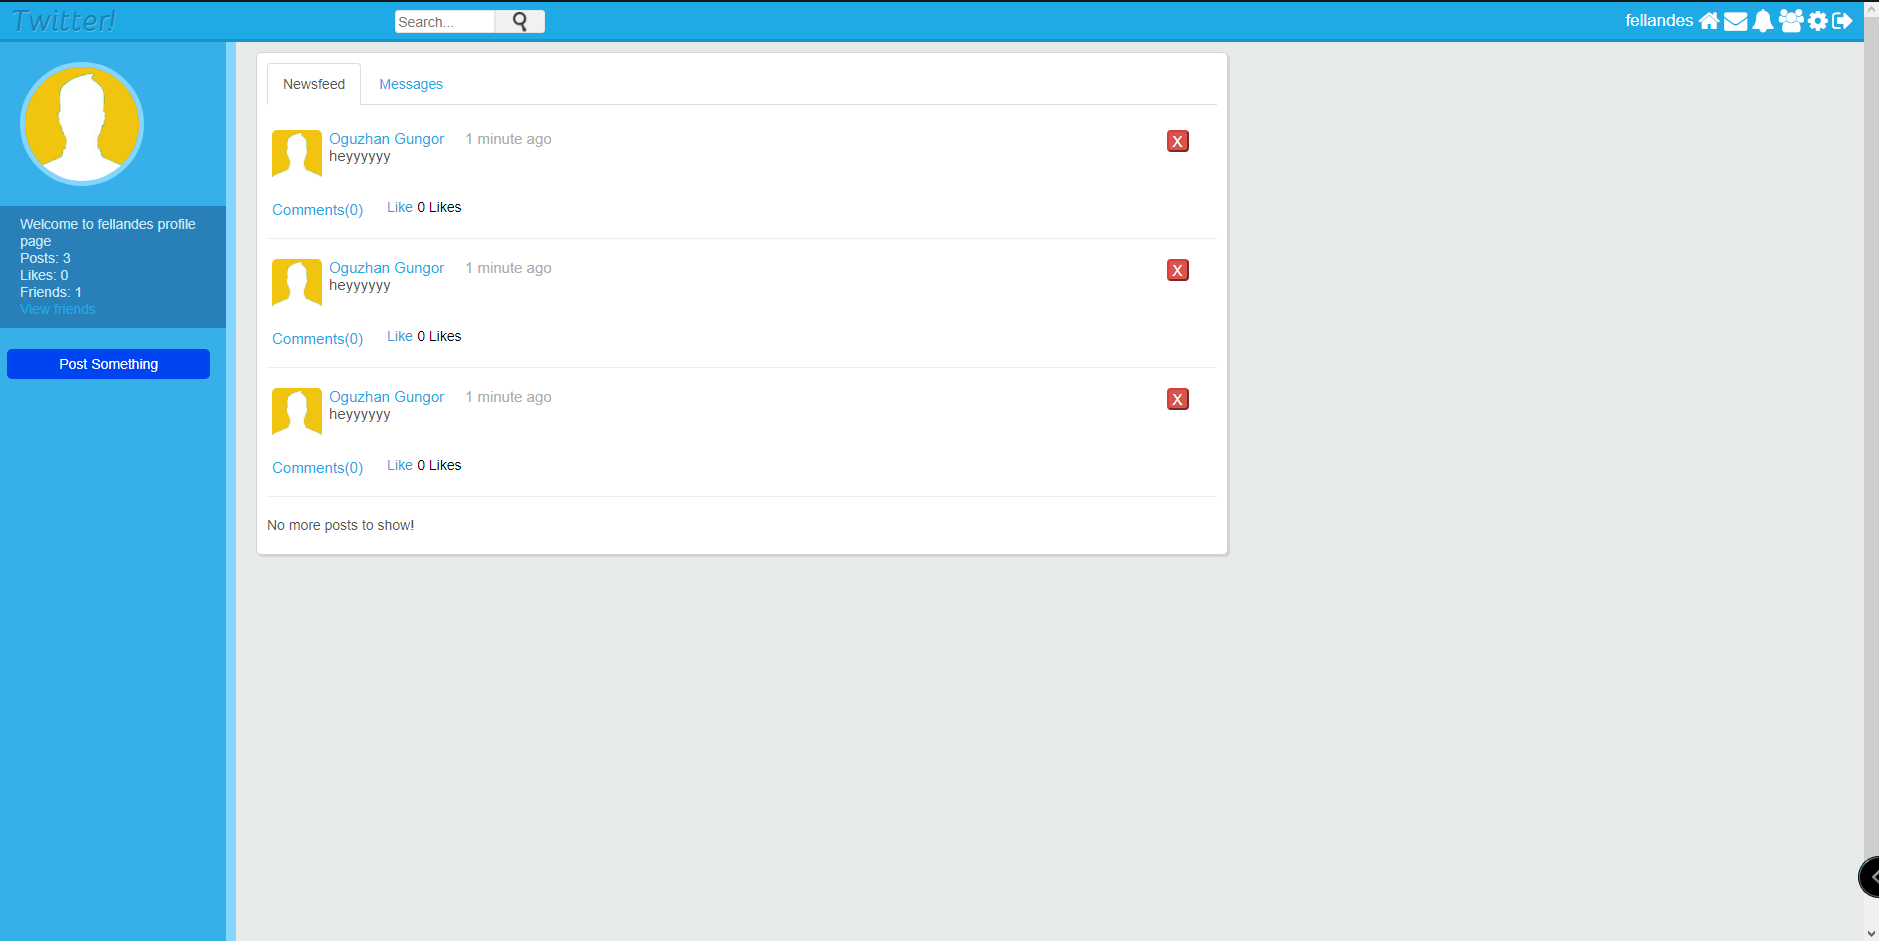 Twitter!
Search...
fellandes
Welcome to fellandes profile
page
Posts: 3
Likes: 0
Friends: 1
View friends
Post Something
Newsfeed Messages
Oguzhan Gungor 1 minute ago
X
heyyyyyy
Comments(0) Like 0 Likes
Oguzhan Gungor 1 minute ago
X
heyyyyyy
Comments(0) Like 0 Likes
Oguzhan Gungor 1 minute ago
X
heyyyyyy
Comments(0) Like 0 Likes
No more posts to show!